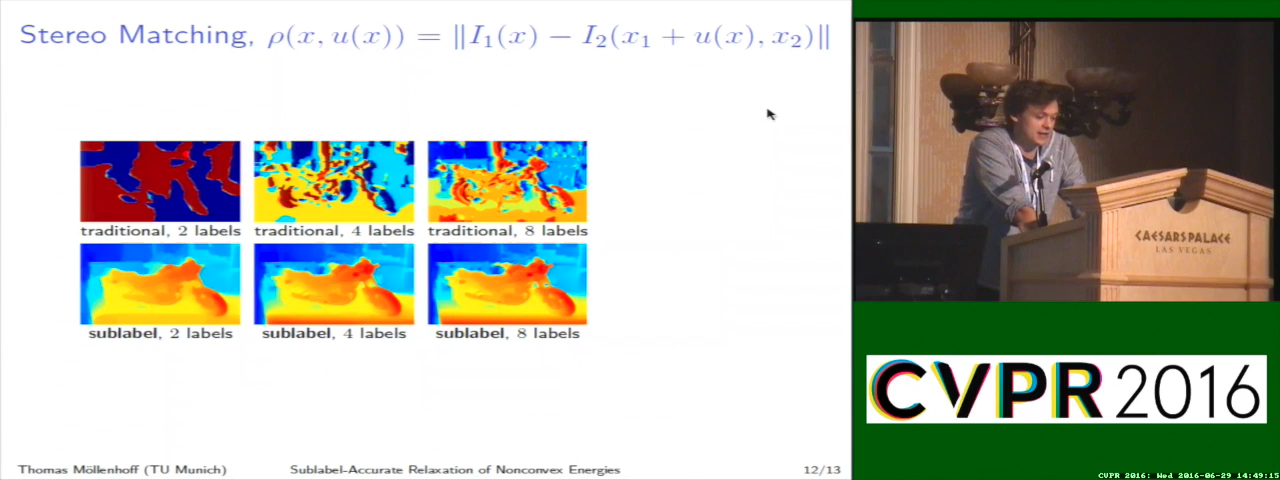 Stereo Matching, ρ(x, u(x)) = ‖I₁(x) − I₂(x₁ + u(x), x₂)‖
traditional, 2 labels
traditional, 4 labels
traditional, 8 labels
sublabel, 2 labels
sublabel, 4 labels
sublabel, 8 labels
Thomas Möllenhoff (TU Munich)
Sublabel-Accurate Relaxation of Nonconvex Energies
12/13
CAESARS PALACE
LAS VEGAS
CVPR 2016
CVPR 2016: Wed 2016-06-29 14:49:15